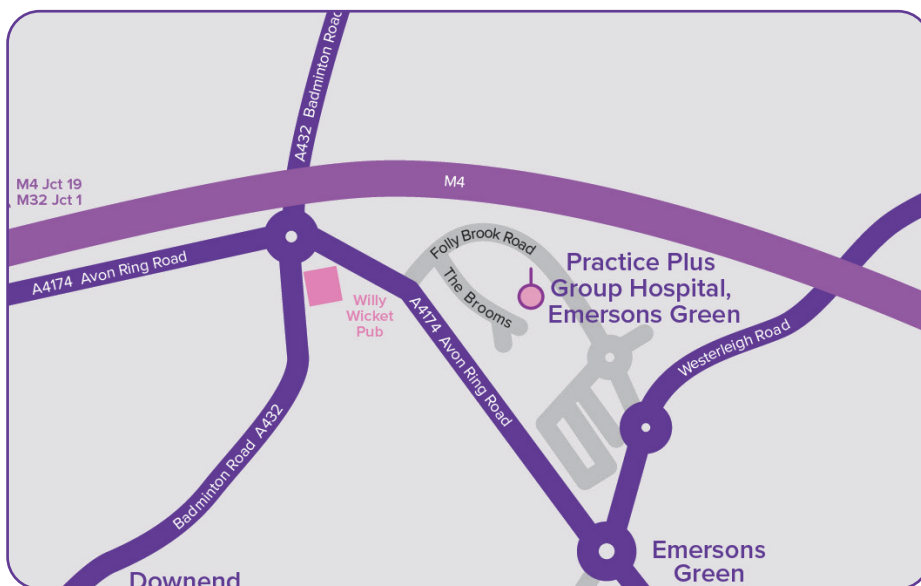 A432 Badminton Road
M4 Jct 19
M32 Jct 1
M4
A4174 Avon Ring Road
Folly Brook Road
The Brooms
Practice Plus
Group Hospital,
Emersons Green
Willy
Wicket
Pub
A4174 Avon Ring Road
Westerleigh Road
Badminton Road A432
Emersons
Green
Downend